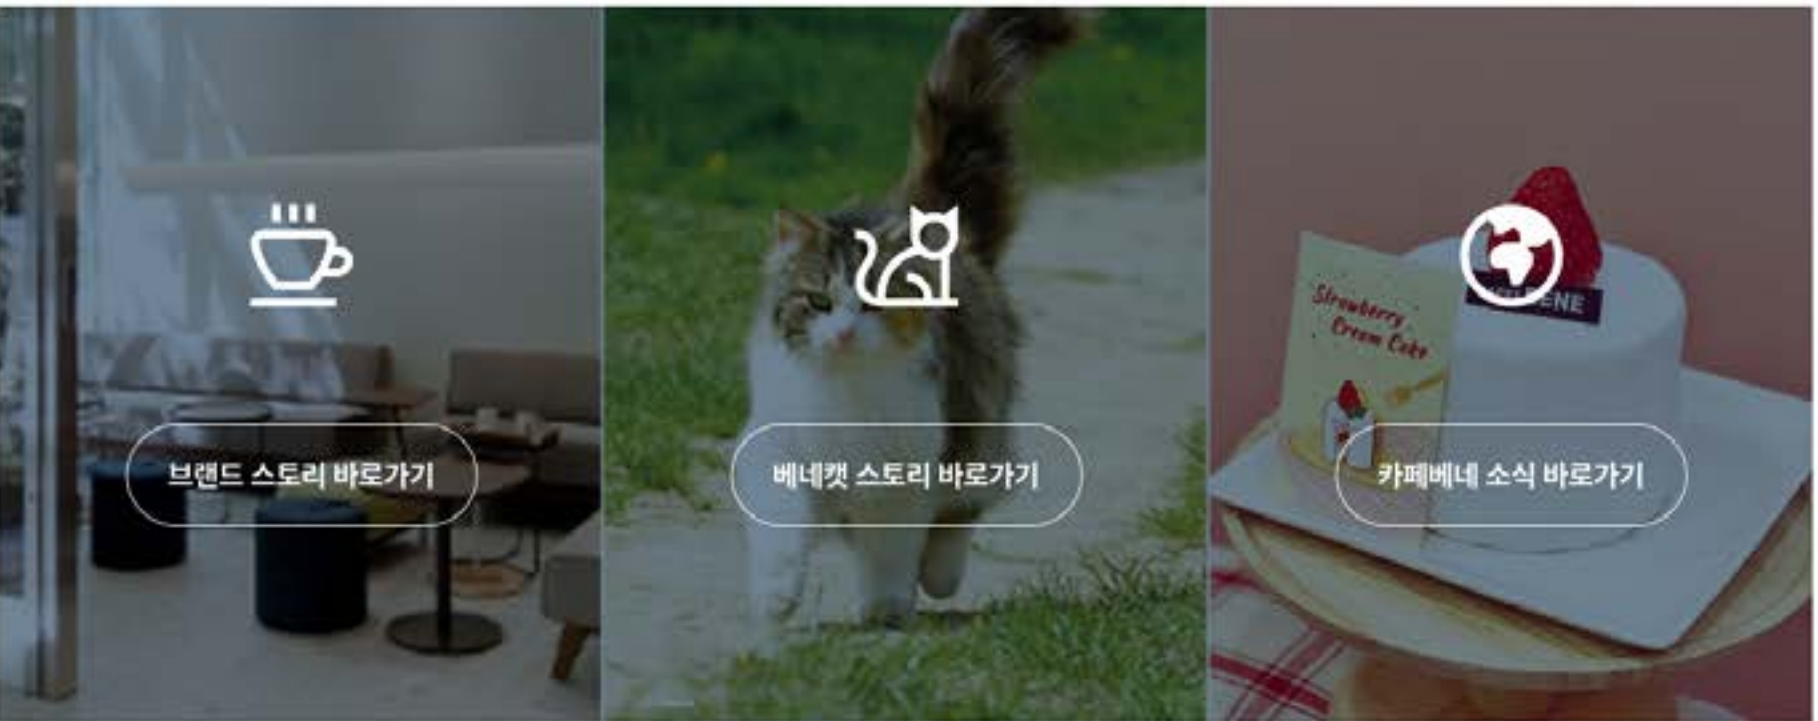 브랜드 스토리 바로가기
베네캣 스토리 바로가기
Strawberry
Cream Cake
카페베네 소식 바로가기